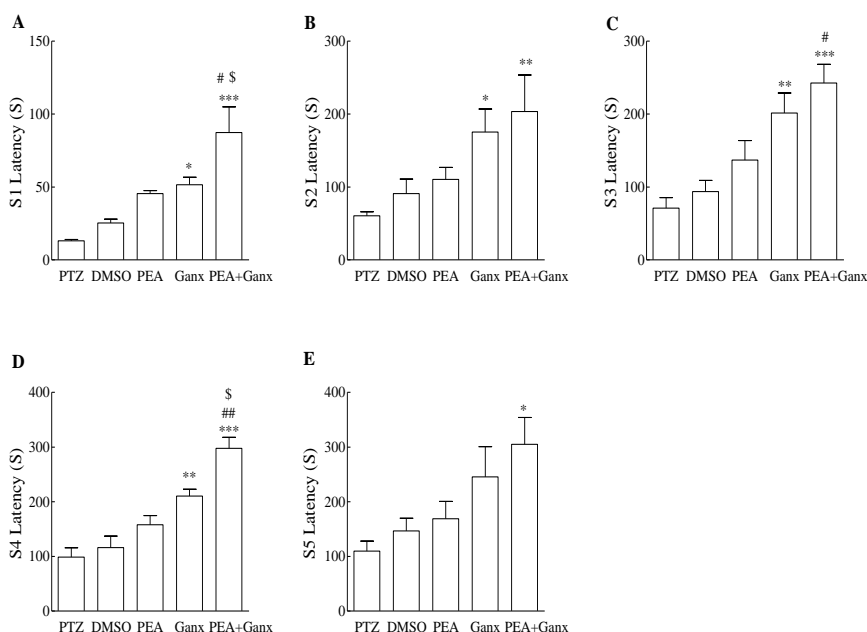 A
S1 Latency (S)
150
100
50
0
# $
***
*
PTZ DMSO PEA Ganx PEA+Ganx
B
S2 Latency (S)
300
200
100
0
**
*
PTZ DMSO PEA Ganx PEA+Ganx
C
S3 Latency (S)
300
200
100
0
#
***
**
PTZ DMSO PEA Ganx PEA+Ganx
D
S4 Latency (S)
400
300
200
100
0
$
##
***
**
PTZ DMSO PEA Ganx PEA+Ganx
E
S5 Latency (S)
400
300
200
100
0
*
PTZ DMSO PEA Ganx PEA+Ganx